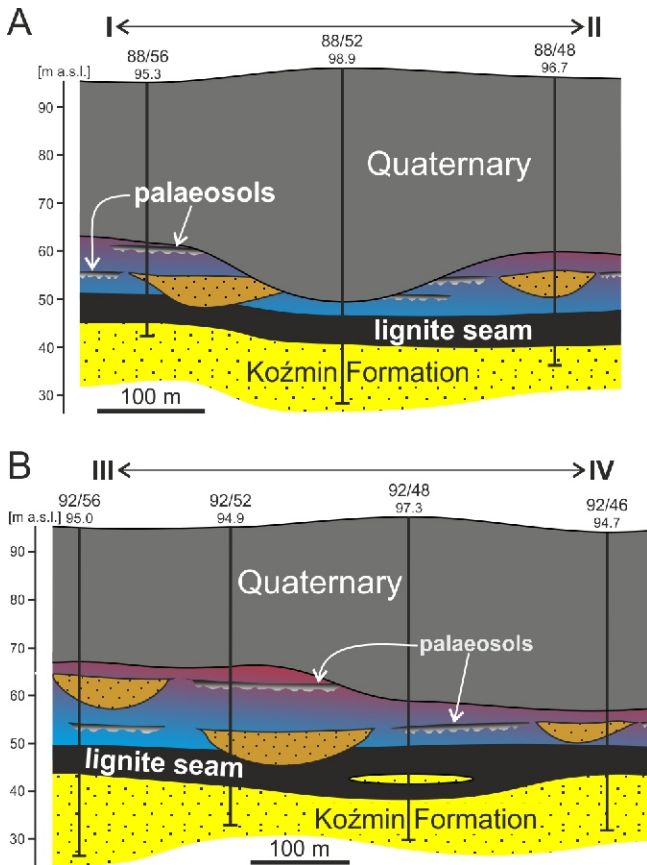 A
I II
88/56 88/52 88/48
95.3 98.9 96.7
[m a.s.l.]
90
80
70
60
50
40
30
Quaternary
palaeosols
lignite seam
Koźmin Formation
100 m
B
III IV
92/56 92/52 92/48 92/46
95.0 94.9 97.3 94.7
[m a.s.l.]
90
80
70
60
50
40
30
Quaternary
palaeosols
lignite seam
Koźmin Formation
100 m